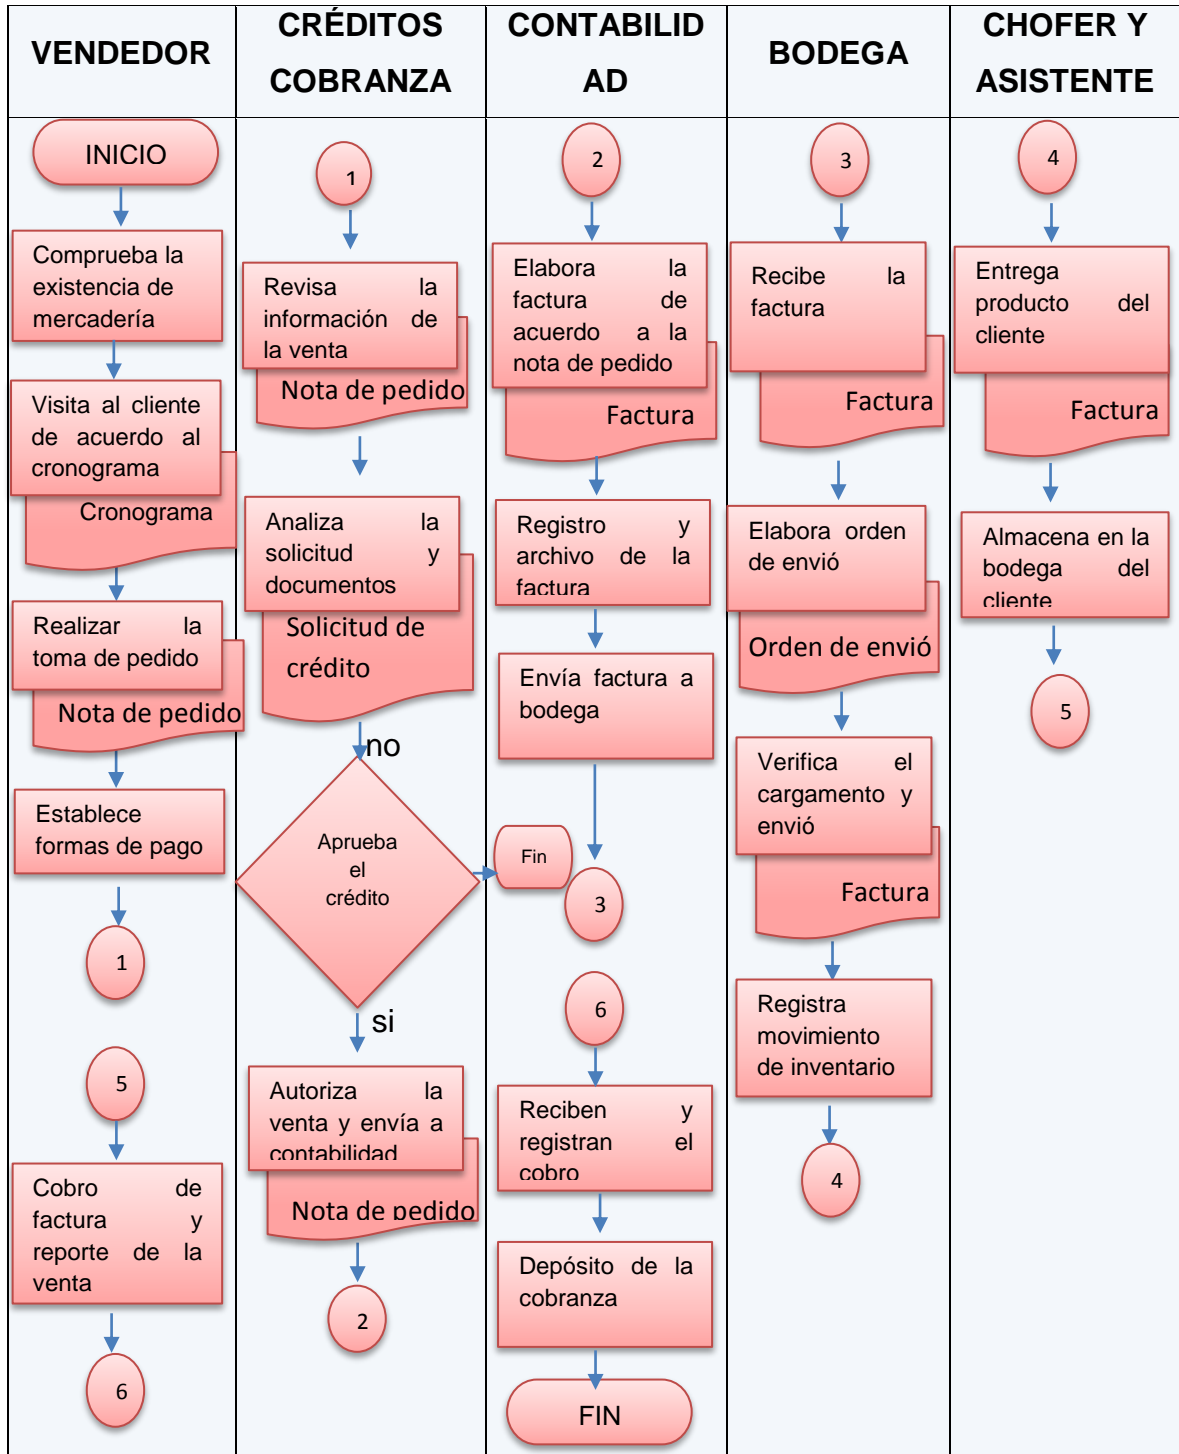 VENDEDOR
CRÉDITOS
COBRANZA
CONTABILID
AD
BODEGA
CHOFER Y
ASISTENTE
INICIO
Comprueba la
existencia de
mercadería
Visita al cliente
de acuerdo al
cronograma
Cronograma
Realizar la
toma de pedido
Nota de pedido
Establece
formas de pago
1
5
Cobro de
factura y
reporte de la
venta
6
1
Revisa la
información de
la venta
Nota de pedido
Analiza la
solicitud y
documentos
Solicitud de
crédito
no
Aprueba
el
crédito
si
Autoriza la
venta y envía a
contabilidad
Nota de pedido
2
2
Elabora la
factura de
acuerdo a la
nota de pedido
Factura
Registro y
archivo de la
factura
Envía factura a
bodega
Fin
3
6
Reciben y
registran el
cobro
Depósito de la
cobranza
FIN
3
Recibe la
factura
Factura
Elabora orden
de envió
Orden de envió
Verifica el
cargamento y
envió
Factura
Registra
movimiento
de inventario
4
4
Entrega
producto del
cliente
Factura
Almacena en la
bodega del
cliente
5